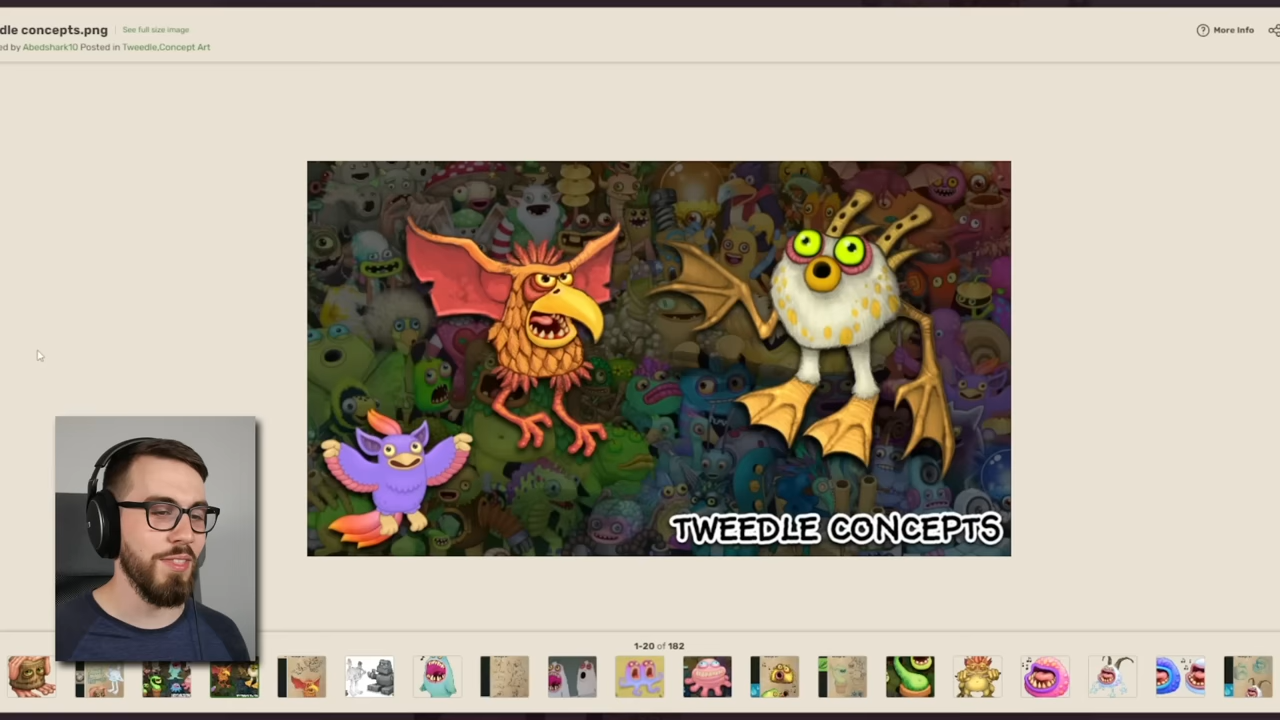 dle concepts.png See full size image More Info
ed by Abedshark10 Posted in Tweedle,Concept Art
TWEEDLE CONCEPTS
1-20 of 182